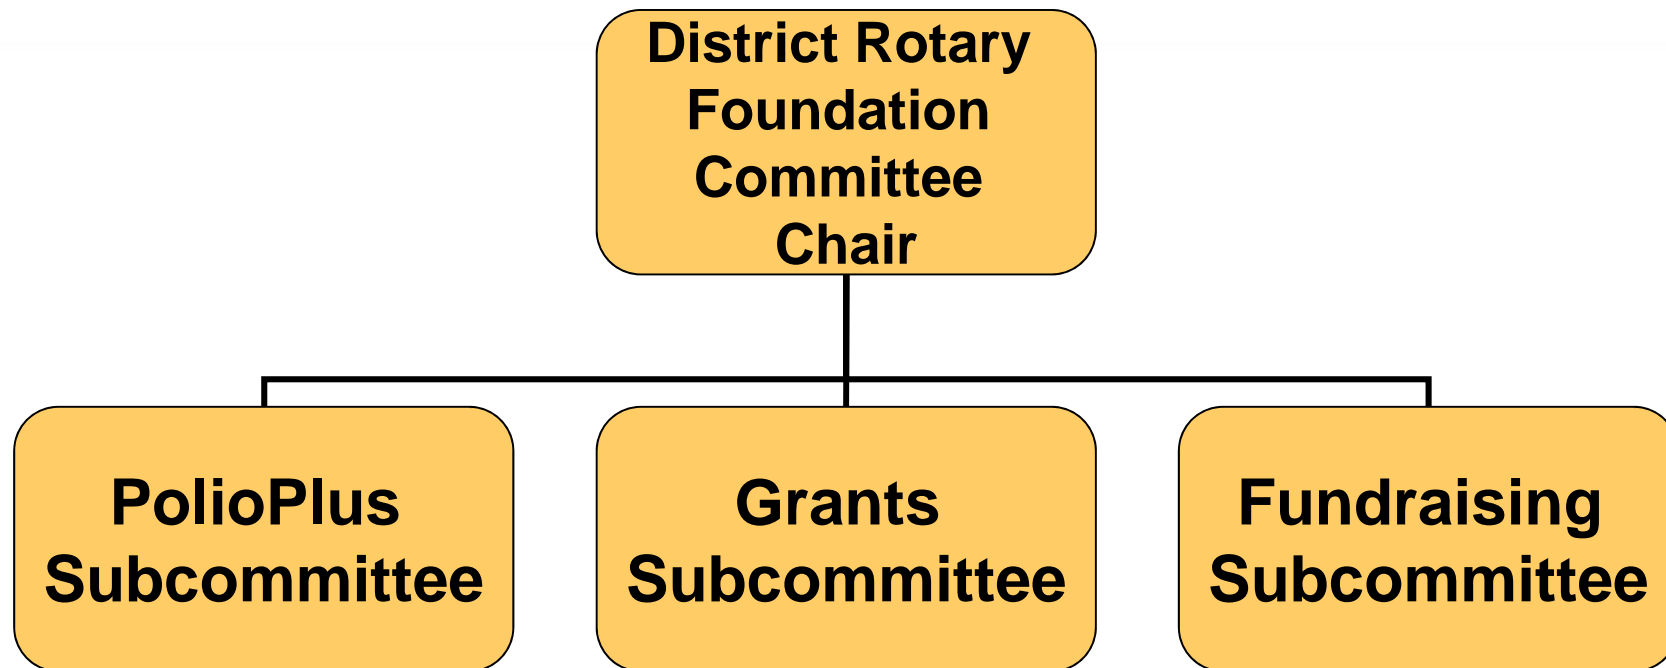 District Rotary
Foundation
Committee
Chair
PolioPlus
Subcommittee
Grants
Subcommittee
Fundraising
Subcommittee